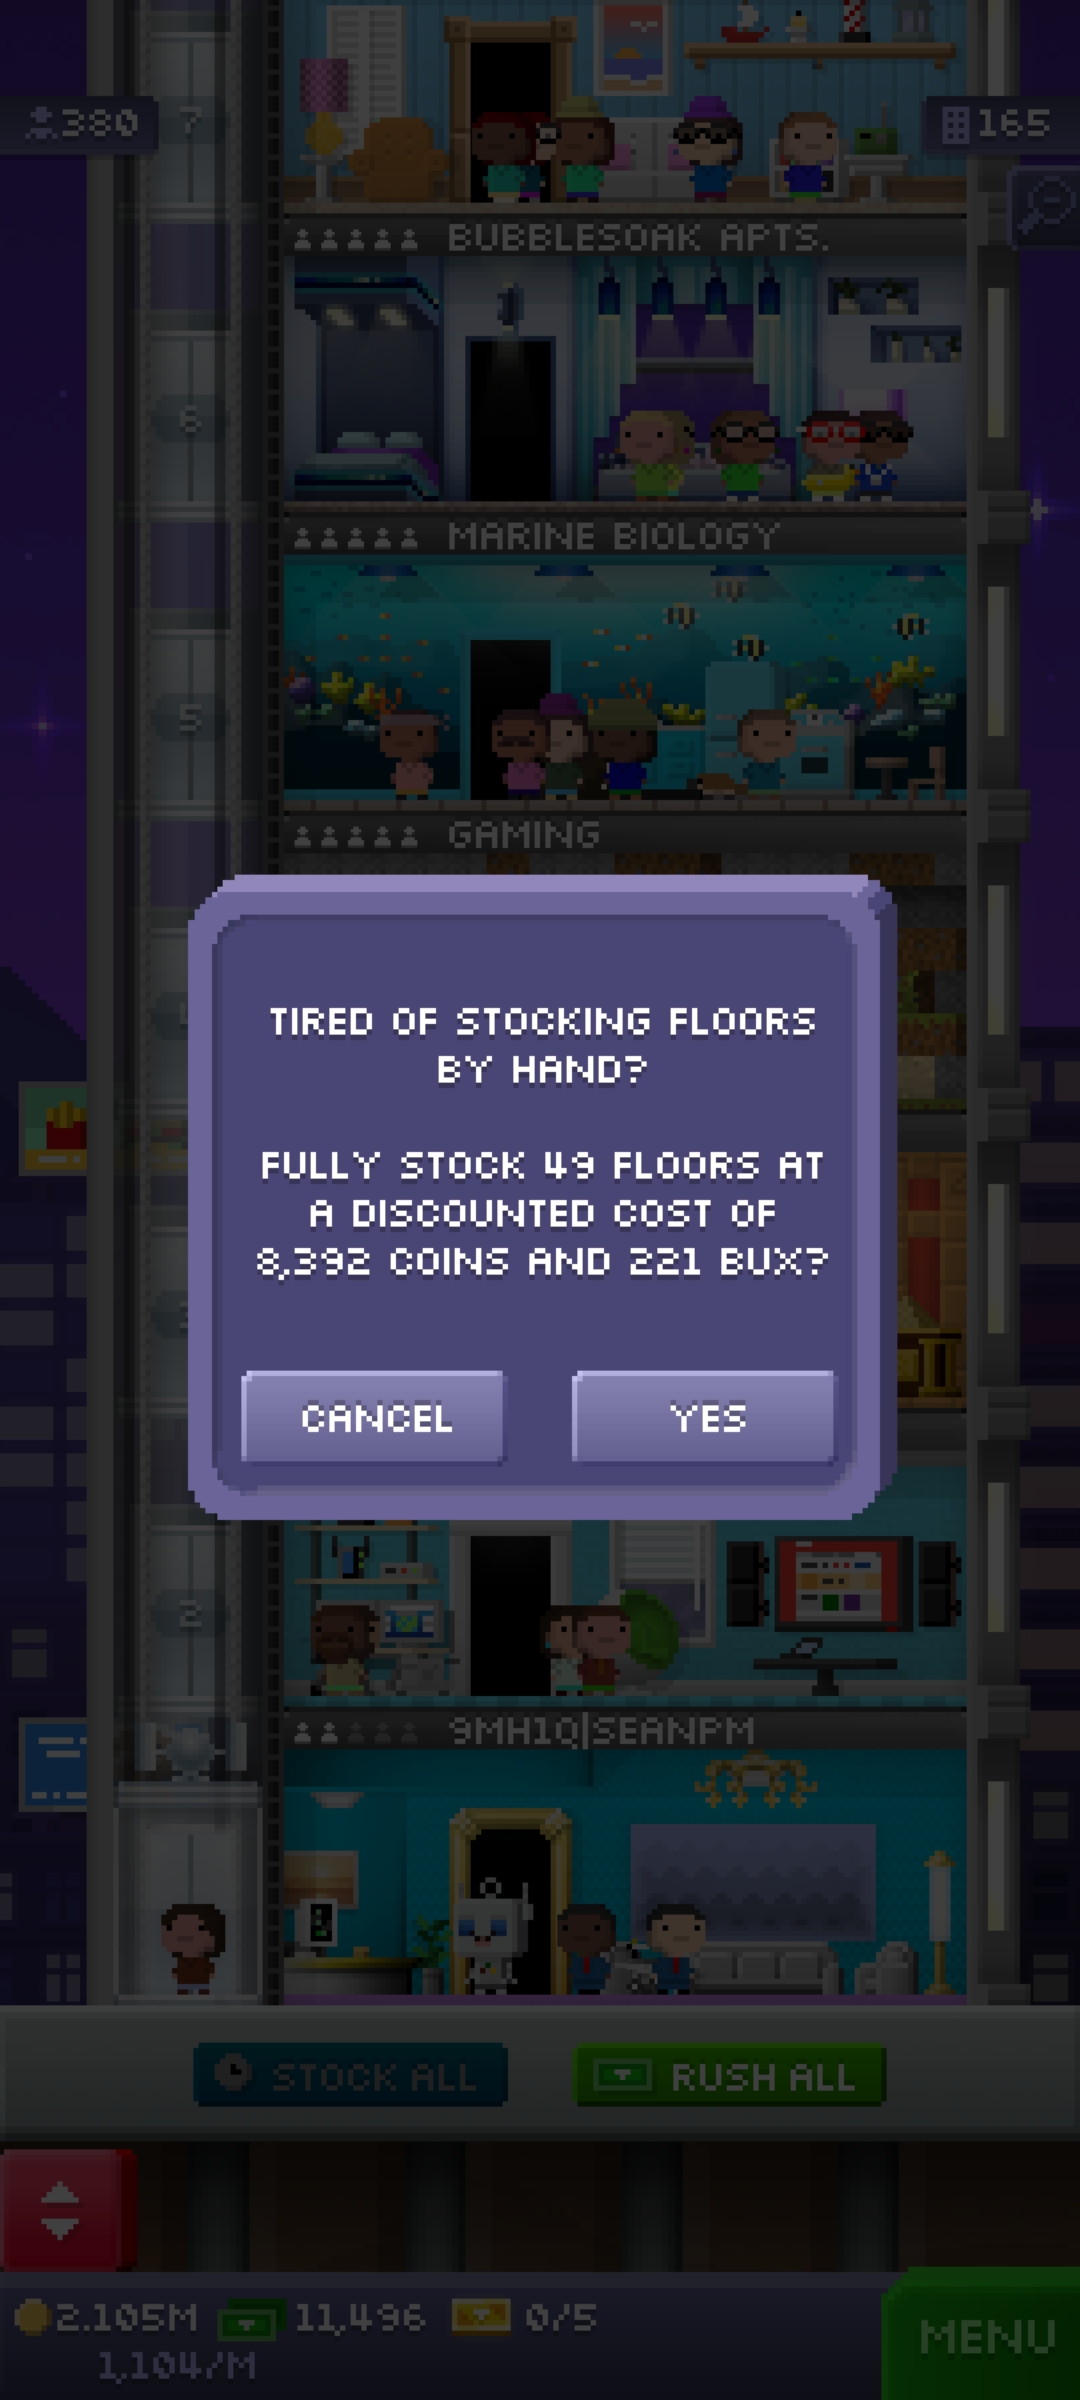 380
7
165
BUBBLESOAK APTS.
6
MARINE BIOLOGY
5
GAMING
TIRED OF STOCKING FLOORS
BY HAND?
FULLY STOCK 49 FLOORS AT
A DISCOUNTED COST OF
8,392 COINS AND 221 BUX?
CANCEL
YES
2
9MH1Q|SEANPM
STOCK ALL
RUSH ALL
2.105M
11,496
0/5
1,104/M
MENU